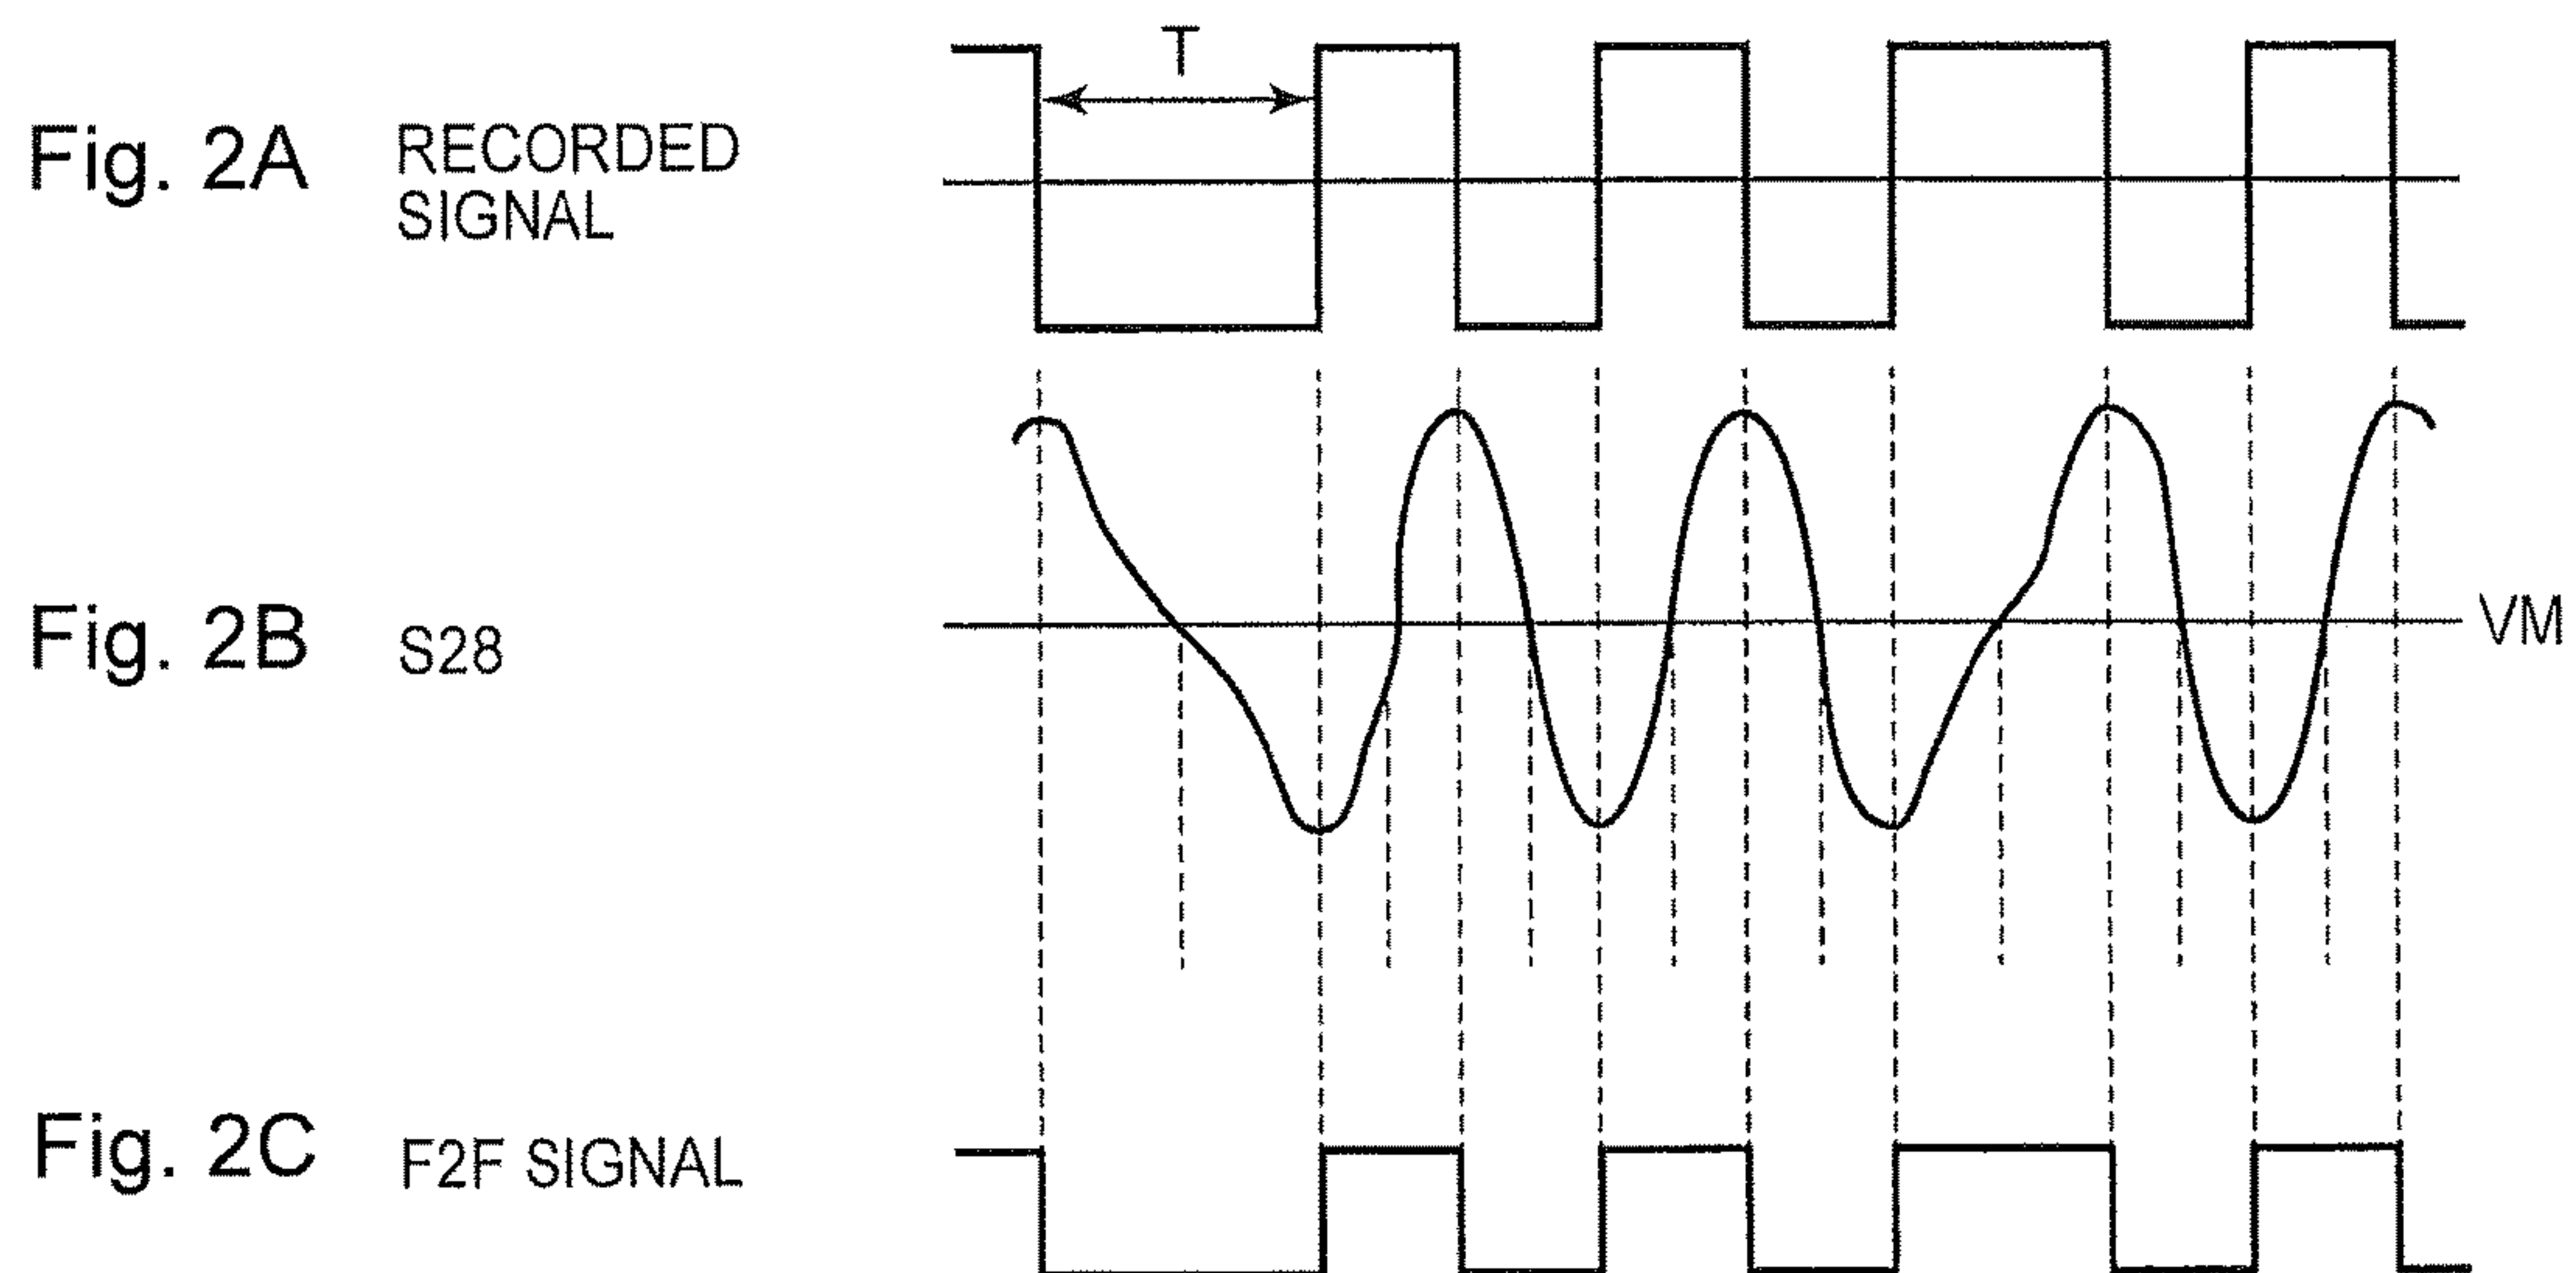 T
Fig. 2A RECORDED
SIGNAL
Fig. 2B S28 VM
Fig. 2C F2F SIGNAL